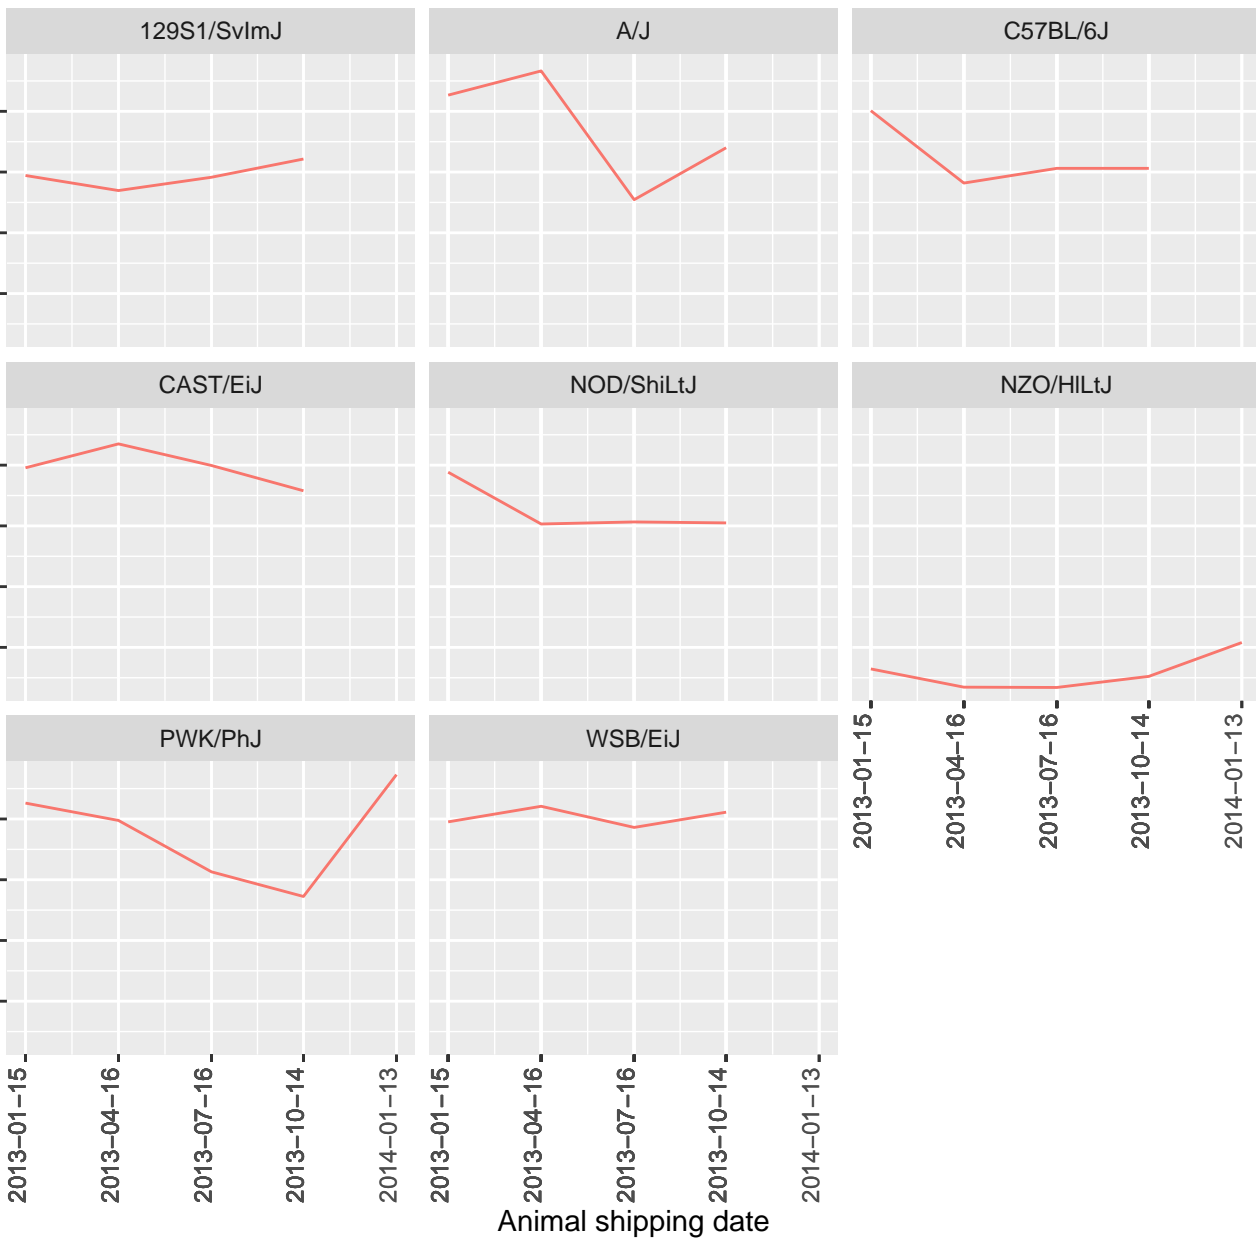 129S1/SvImJ
A/J
C57BL/6J
CAST/EiJ
NOD/ShiLtJ
NZO/HlLtJ
PWK/PhJ
WSB/EiJ
2013−01−15
2013−04−16
2013−07−16
2013−10−14
2014−01−13
2013−01−15
2013−04−16
2013−07−16
2013−10−14
2014−01−13
2013−01−15
2013−04−16
2013−07−16
2013−10−14
2014−01−13
Animal shipping date